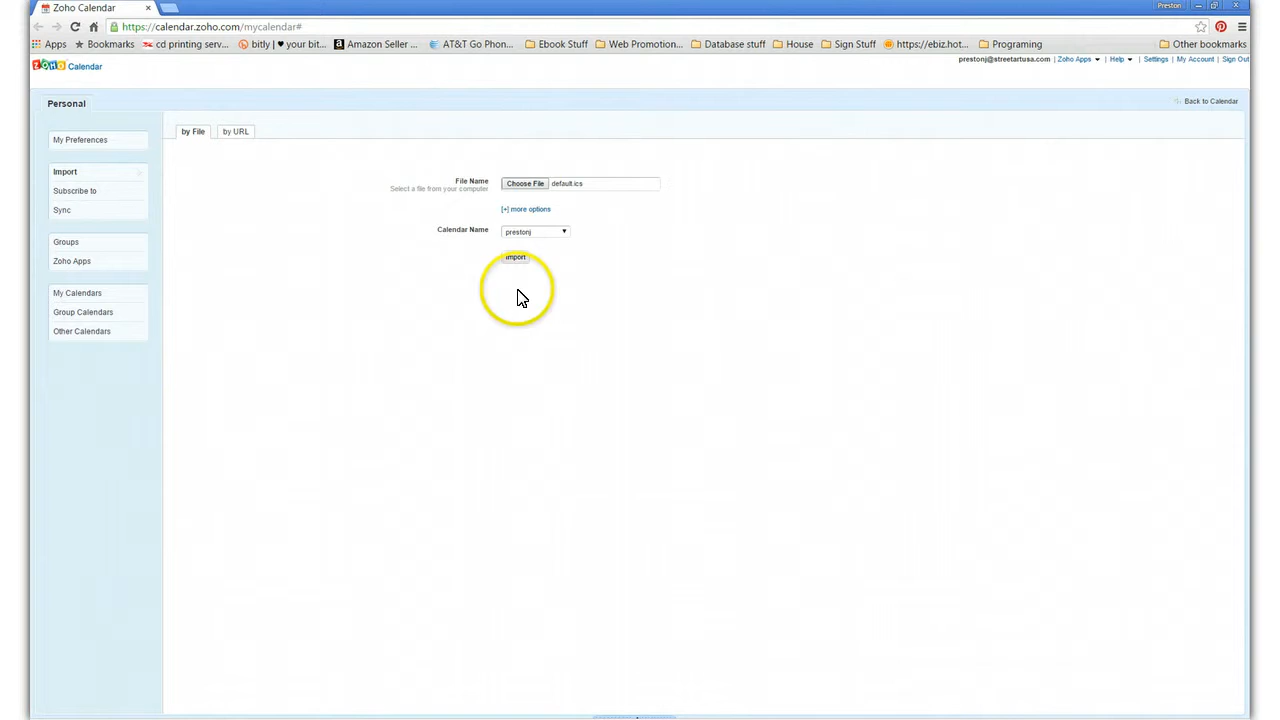 Zoho Calendar
Preston
https://calendar.zoho.com/mycalendar#
Apps Bookmarks cd printing serv... bitly | ♥ your bit... Amazon Seller ... AT&T Go Phon... Ebook Stuff Web Promotion... Database stuff House Sign Stuff https://ebiz.hot... Programing Other bookmarks
ZOHO Calendar
prestonj@streetartusa.com | Zoho Apps | Help | Settings | My Account | Sign Out
Personal
Back to Calendar
My Preferences
Import
Subscribe to
Sync
Groups
Zoho Apps
My Calendars
Group Calendars
Other Calendars
by File by URL
File Name
Select a file from your computer
Choose File default.ics
[+] more options
Calendar Name prestonj
Import